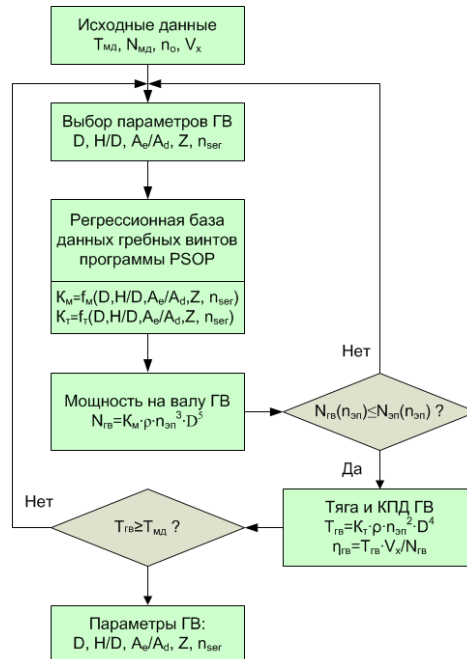 Исходные данные
Tмд, Nмд, nо, Vx
Выбор параметров ГВ
D, H/D, Ae/Ad, Z, nser
Регрессионная база
данных гребных винтов
программы PSOP
Kм=fм(D,H/D,Ae/Ad,Z, nser)
Kт=fт(D,H/D,Ae/Ad,Z, nser)
Нет
Мощность на валу ГВ
Nгв=Kм·ρ·nэп³·D⁵
Nгв(nэп)≤Nэп(nэп) ?
Да
Нет
Тяга и КПД ГВ
Tгв=Kт·ρ·nэп²·D⁴
ηгв=Tгв·Vx/Nгв
Tгв≥Tмд ?
Параметры ГВ:
D, H/D, Ae/Ad, Z, nser